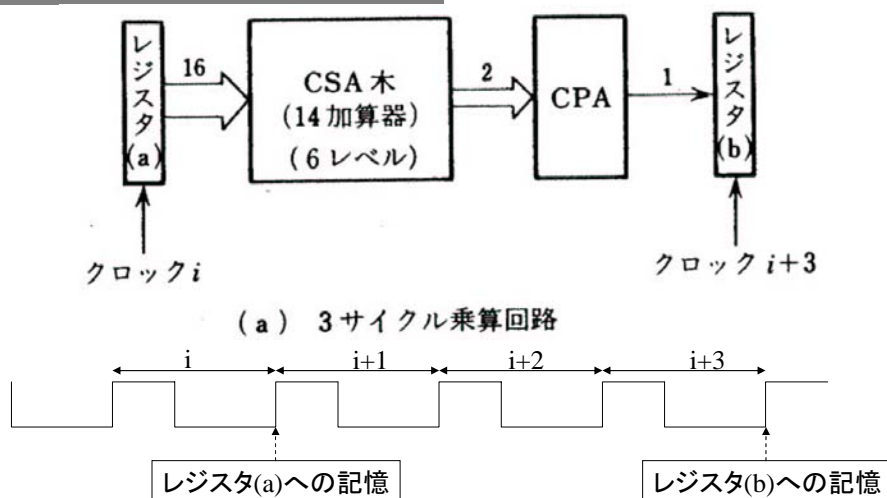 レジスタ(a)
16
CSA 木
(14加算器)
(6レベル)
2
CPA
1
レジスタ(b)
クロック i
クロック i+3
(a) 3サイクル乗算回路
i
i+1
i+2
i+3
レジスタ(a)への記憶
レジスタ(b)への記憶